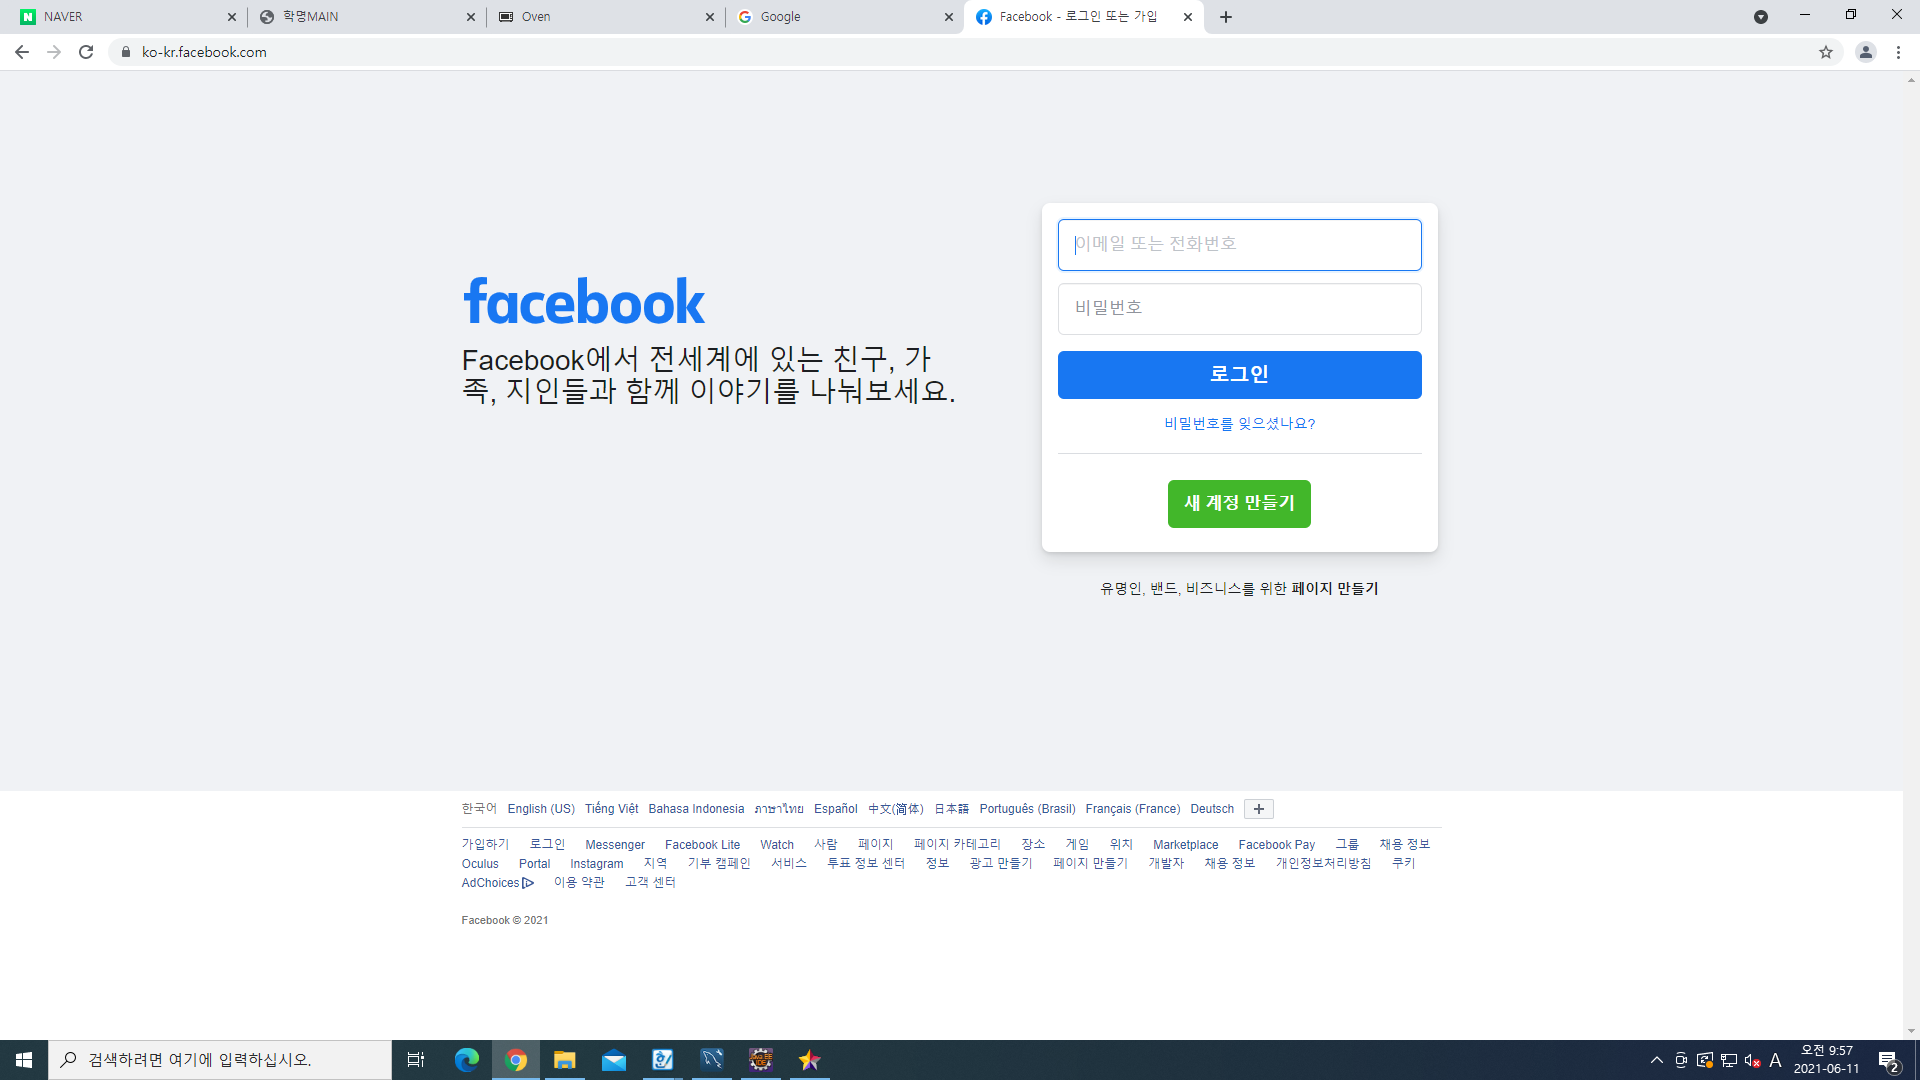 NAVER
학명MAIN
Oven
Google
Facebook - 로그인 또는 가입
ko-kr.facebook.com
facebook
Facebook에서 전세계에 있는 친구, 가
족, 지인들과 함께 이야기를 나눠보세요.
이메일 또는 전화번호
비밀번호
로그인
비밀번호를 잊으셨나요?
새 계정 만들기
유명인, 밴드, 비즈니스를 위한 페이지 만들기
한국어 English (US) Tiếng Việt Bahasa Indonesia ภาษาไทย Español 中文(简体) 日本語 Português (Brasil) Français (France) Deutsch +
가입하기 로그인 Messenger Facebook Lite Watch 사람 페이지 페이지 카테고리 장소 게임 위치 Marketplace Facebook Pay 그룹 채용 정보
Oculus Portal Instagram 지역 기부 캠페인 서비스 투표 정보 센터 정보 광고 만들기 페이지 만들기 개발자 채용 정보 개인정보처리방침 쿠키
AdChoices 이용 약관 고객 센터
Facebook © 2021
검색하려면 여기에 입력하십시오.
A
오전 9:57
2021-06-11
2